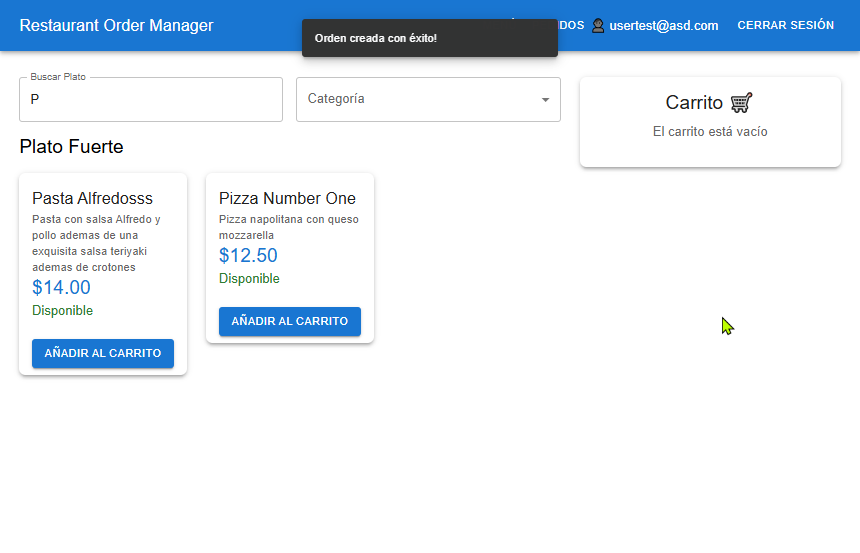 Restaurant Order Manager
Orden creada con éxito!
DOS
usertest@asd.com
CERRAR SESIÓN
Buscar Plato
P
Categoría
Carrito
El carrito está vacío
Plato Fuerte
Pasta Alfredosss
Pasta con salsa Alfredo y
pollo ademas de una
exquisita salsa teriyaki
ademas de crotones
$14.00
Disponible
AÑADIR AL CARRITO
Pizza Number One
Pizza napolitana con queso
mozzarella
$12.50
Disponible
AÑADIR AL CARRITO